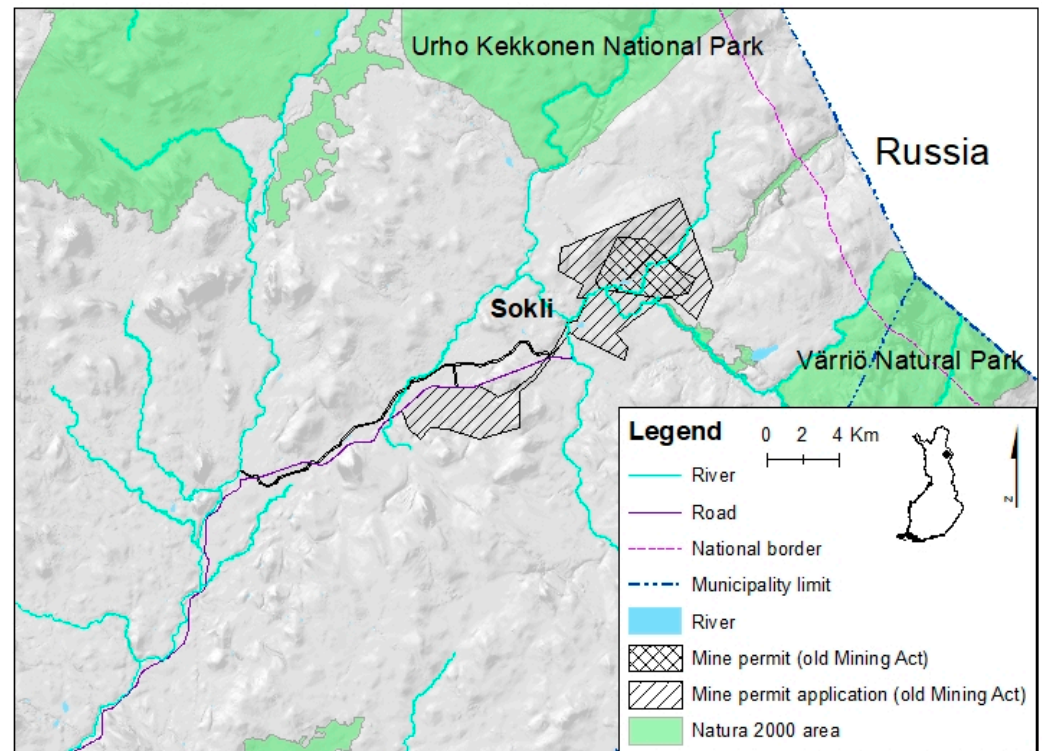 Urho Kekkonen National Park
Russia
Sokli
Värriö Natural Park
Legend
0 2 4 Km
River
Road
National border
Municipality limit
River
Mine permit (old Mining Act)
Mine permit application (old Mining Act)
Natura 2000 area
N